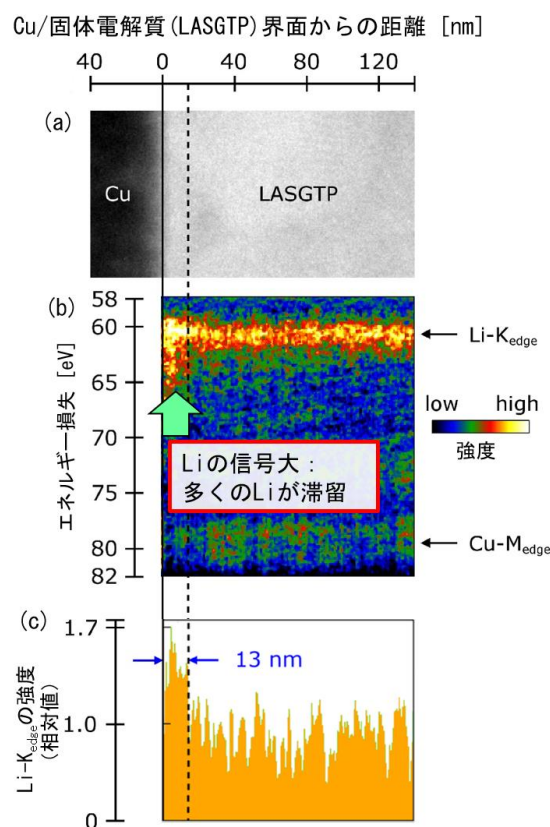 Cu/固体電解質(LASGTP)界面からの距離 [nm]
40 0 40 80 120
(a)
Cu
LASGTP
(b)
58
60
65
70
75
80
82
エネルギー損失 [eV]
Li-Kedge
low high
強度
Liの信号大：
多くのLiが滞留
Cu-Medge
(c)
1.7
1.0
0
Li-Kedgeの強度
(相対値)
13 nm